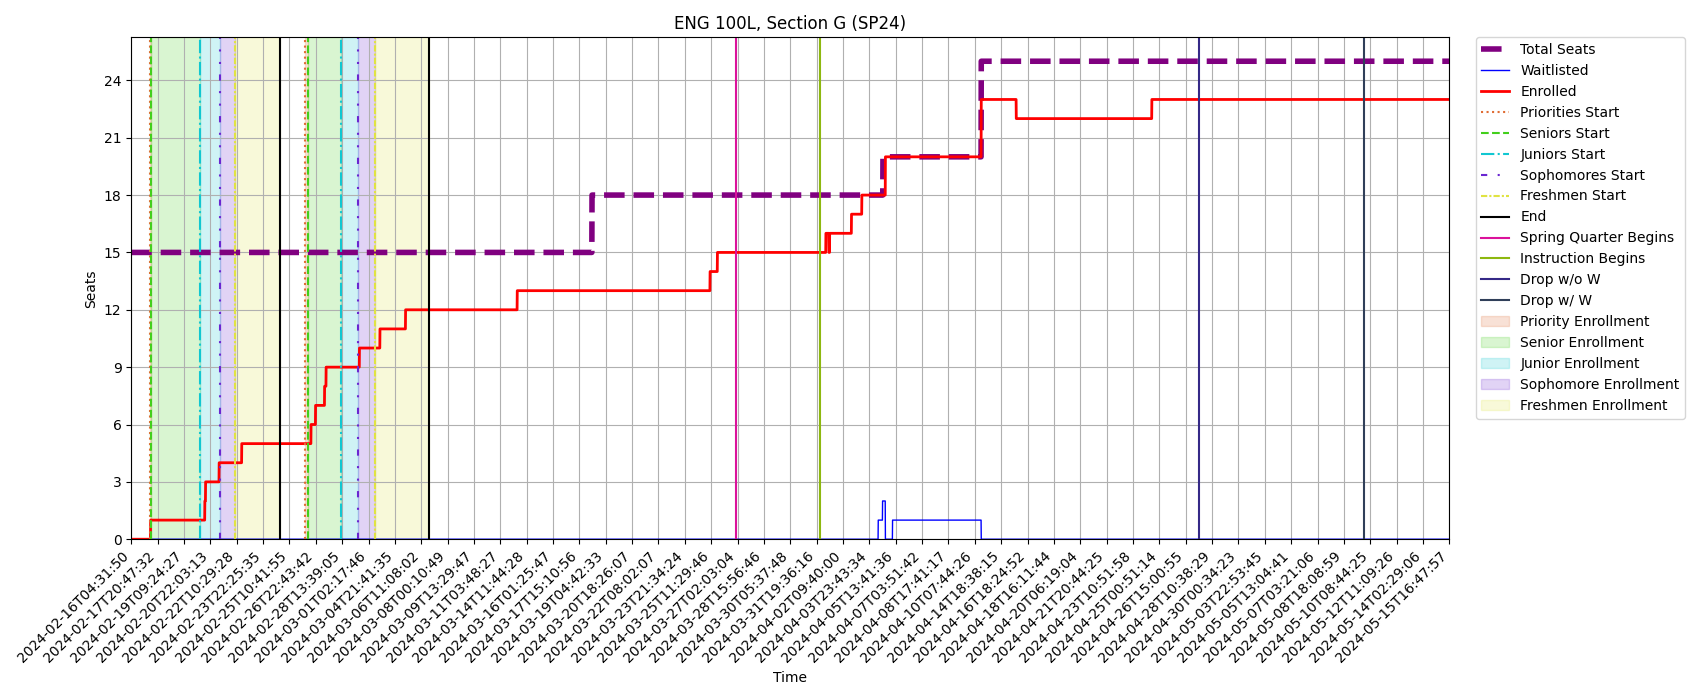 ENG 100L, Section G (SP24)
Seats
24
21
18
15
12
9
6
3
0
2024-02-16T04:31:50
2024-02-17T20:47:32
2024-02-19T09:24:27
2024-02-20T22:03:13
2024-02-22T10:29:28
2024-02-23T22:25:35
2024-02-25T10:41:55
2024-02-26T22:43:42
2024-02-28T13:39:05
2024-03-01T02:17:46
2024-03-04T21:41:35
2024-03-06T11:08:02
2024-03-08T00:10:49
2024-03-09T13:29:47
2024-03-11T03:48:27
2024-03-14T11:44:28
2024-03-16T01:25:47
2024-03-17T15:10:56
2024-03-19T04:42:33
2024-03-20T18:26:07
2024-03-22T08:02:07
2024-03-23T21:34:24
2024-03-25T11:29:46
2024-03-27T02:03:04
2024-03-28T15:56:46
2024-03-30T05:37:48
2024-03-31T19:36:16
2024-04-02T09:40:00
2024-04-03T23:43:34
2024-04-05T13:41:36
2024-04-07T03:51:42
2024-04-08T17:41:17
2024-04-10T07:44:26
2024-04-14T18:38:15
2024-04-16T18:24:52
2024-04-18T16:11:44
2024-04-20T06:19:04
2024-04-21T20:44:25
2024-04-23T10:51:58
2024-04-25T00:51:14
2024-04-26T15:00:55
2024-04-28T10:38:29
2024-04-30T00:34:23
2024-05-03T22:53:45
2024-05-05T13:04:41
2024-05-07T03:21:06
2024-05-08T18:08:59
2024-05-10T08:44:25
2024-05-12T11:09:26
2024-05-14T02:29:06
2024-05-15T16:47:57
Time
Total Seats
Waitlisted
Enrolled
Priorities Start
Seniors Start
Juniors Start
Sophomores Start
Freshmen Start
End
Spring Quarter Begins
Instruction Begins
Drop w/o W
Drop w/ W
Priority Enrollment
Senior Enrollment
Junior Enrollment
Sophomore Enrollment
Freshmen Enrollment